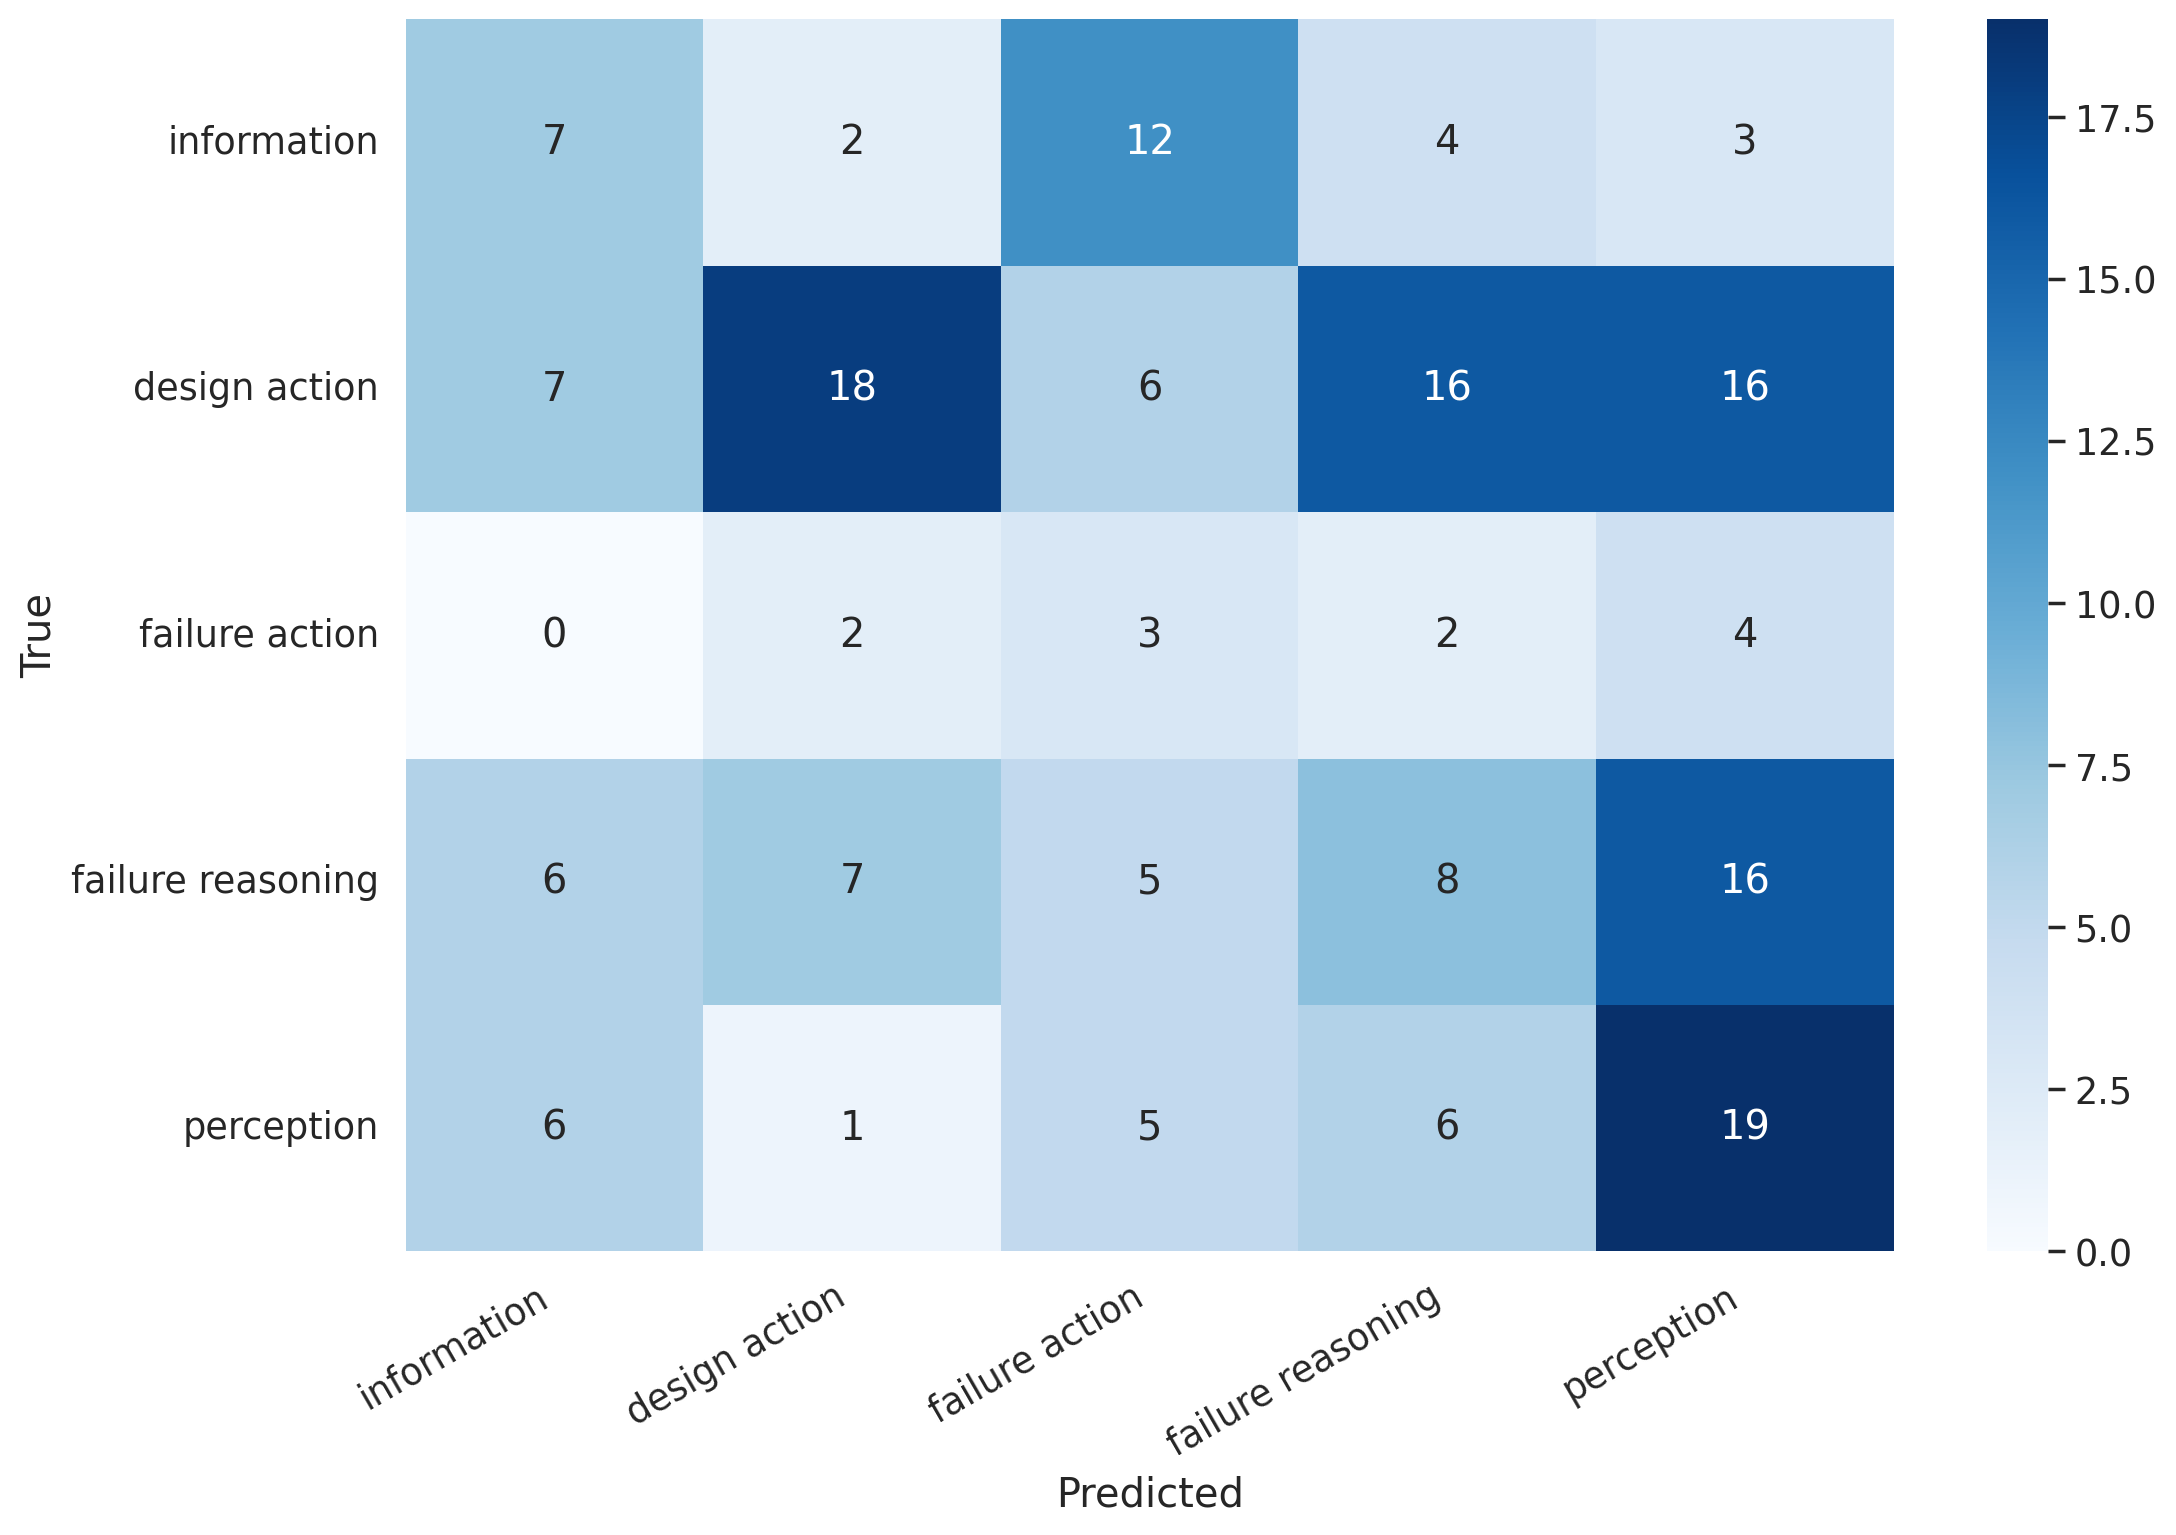 information 7 2 12 4 3
design action 7 18 6 16 16
failure action 0 2 3 2 4
failure reasoning 6 7 5 8 16
perception 6 1 5 6 19
True
information
design action
failure action
failure reasoning
perception
Predicted
17.5
15.0
12.5
10.0
7.5
5.0
2.5
0.0